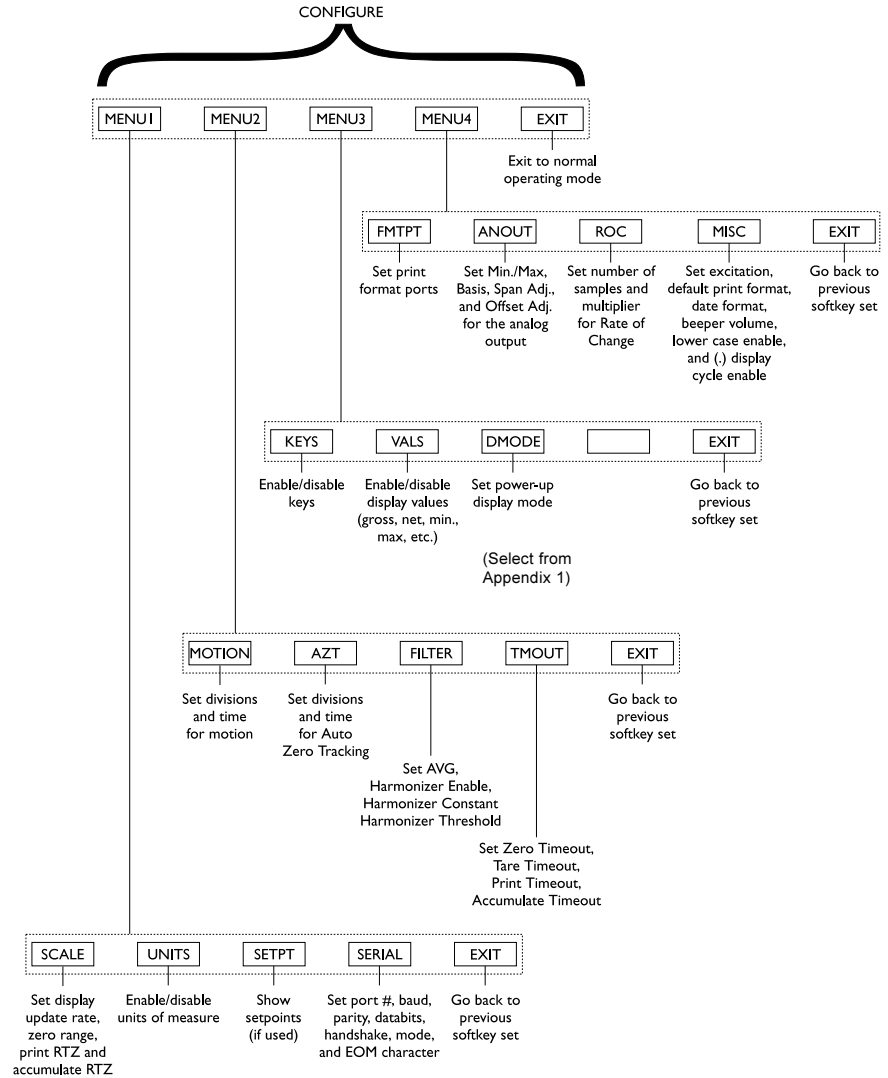 CONFIGURE
MENU1 MENU2 MENU3 MENU4 EXIT
Exit to normal
operating mode
FMTPT ANOUT ROC MISC EXIT
Set print
format ports
Set Min./Max,
Basis, Span Adj.,
and Offset Adj.
for the analog
output
Set number of
samples and
multiplier
for Rate of
Change
Set excitation,
default print format,
date format,
beeper volume,
lower case enable,
and (.) display
cycle enable
Go back to
previous
softkey set
KEYS VALS DMODE EXIT
Enable/disable
keys
Enable/disable
display values
(gross, net, min.,
max, etc.)
Set power-up
display mode
(Select from
Appendix 1)
Go back to
previous
softkey set
MOTION AZT FILTER TMOUT EXIT
Set divisions
and time
for motion
Set divisions
and time
for Auto
Zero Tracking
Set AVG,
Harmonizer Enable,
Harmonizer Constant
Harmonizer Threshold
Set Zero Timeout,
Tare Timeout,
Print Timeout,
Accumulate Timeout
Go back to
previous
softkey set
SCALE UNITS SETPT SERIAL EXIT
Set display
update rate,
zero range,
print RTZ and
accumulate RTZ
Enable/disable
units of measure
Show
setpoints
(if used)
Set port #, baud,
parity, databits,
handshake, mode,
and EOM character
Go back to
previous
softkey set